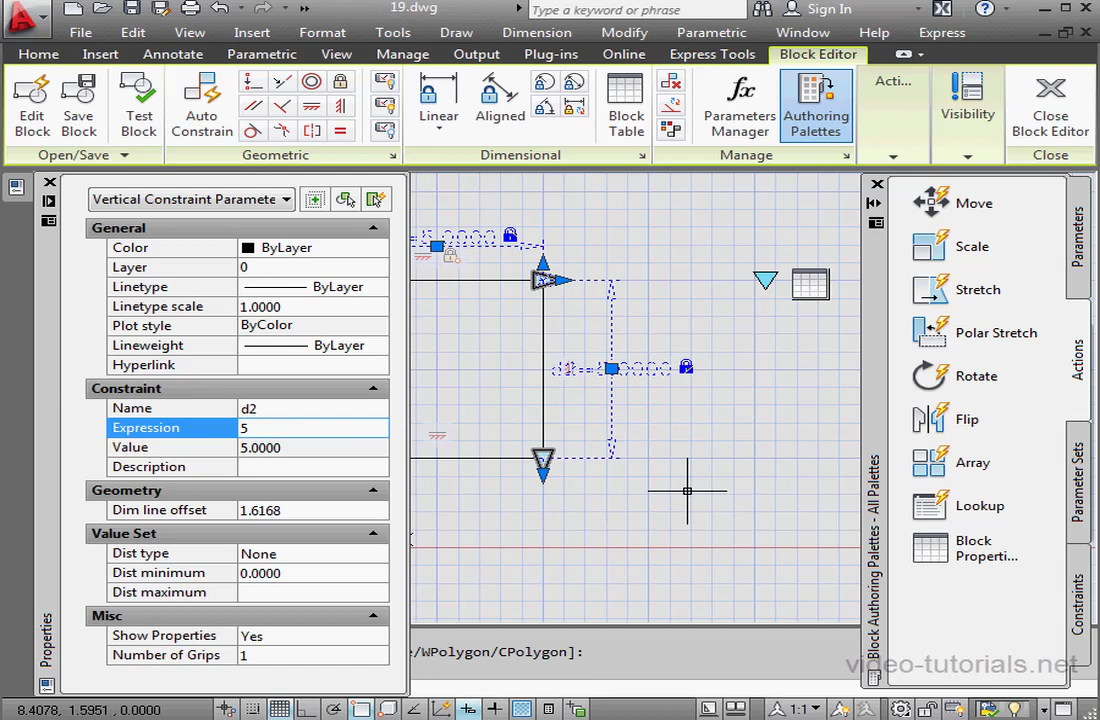 19.dwg
Type a keyword or phrase
Sign In
File Edit View Insert Format Tools Draw Dimension Modify Parametric Window Help Express
Home Insert Annotate Parametric View Manage Output Plug-ins Online Express Tools Block Editor
Edit Block
Save Block
Test Block
Auto Constrain
Linear
Aligned
Block Table
fx
Parameters Manager
Authoring Palettes
Acti...
Visibility
Close Block Editor
Open/Save
Geometric
Dimensional
Manage
Close
Vertical Constraint Paramete
General
Color ByLayer
Layer 0
Linetype ByLayer
Linetype scale 1.0000
Plot style ByColor
Lineweight ByLayer
Hyperlink
Constraint
Name d2
Expression 5
Value 5.0000
Description
Geometry
Dim line offset 1.6168
Value Set
Dist type None
Dist minimum 0.0000
Dist maximum
Misc
Show Properties Yes
Number of Grips 1
Properties
Move
Scale
Stretch
Polar Stretch
Rotate
Flip
Array
Lookup
Block Properti...
Parameters
Actions
Parameter Sets
Constraints
Block Authoring Palettes - All Palettes
/WPolygon/CPolygon]:
video-tutorials.net
8.4078, 1.5951, 0.0000
1:1